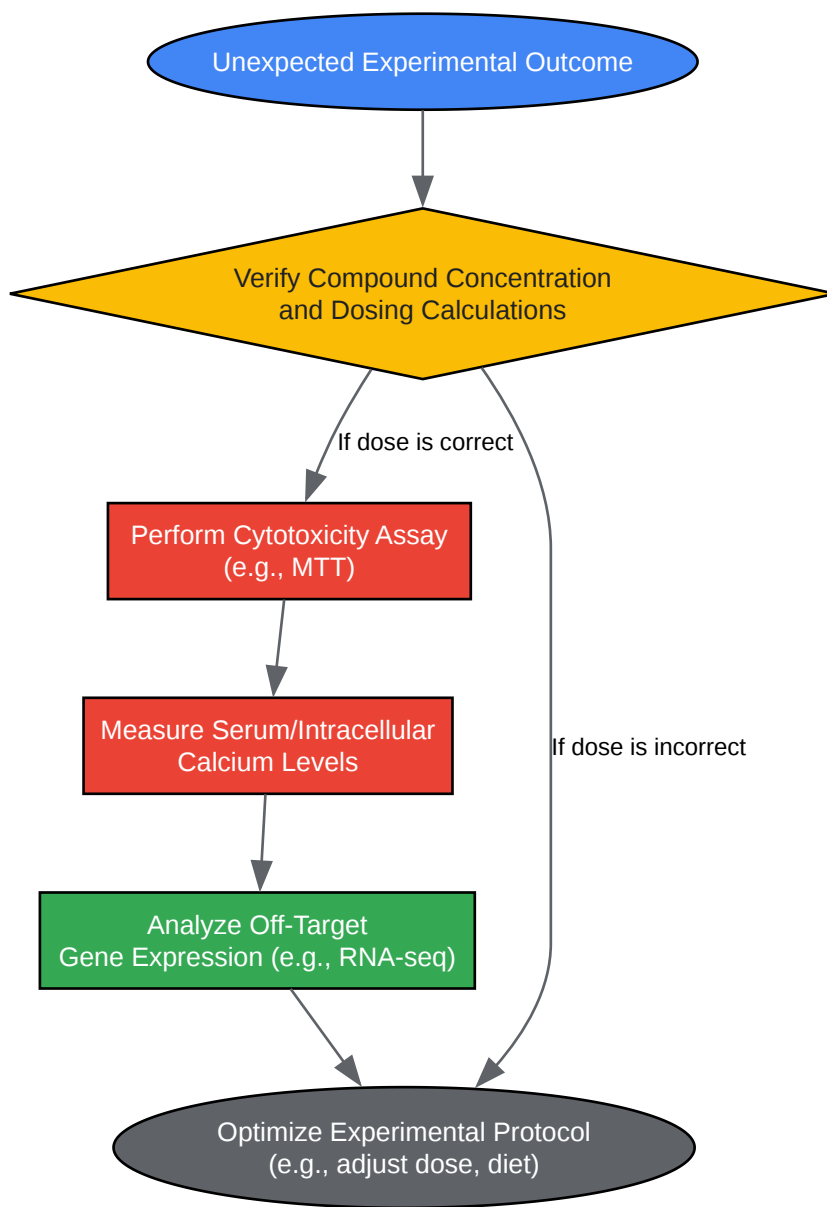 Unexpected Experimental Outcome
Verify Compound Concentration
and Dosing Calculations
If dose is correct
Perform Cytotoxicity Assay
(e.g., MTT)
Measure Serum/Intracellular
Calcium Levels
If dose is incorrect
Analyze Off-Target
Gene Expression (e.g., RNA-seq)
Optimize Experimental Protocol
(e.g., adjust dose, diet)